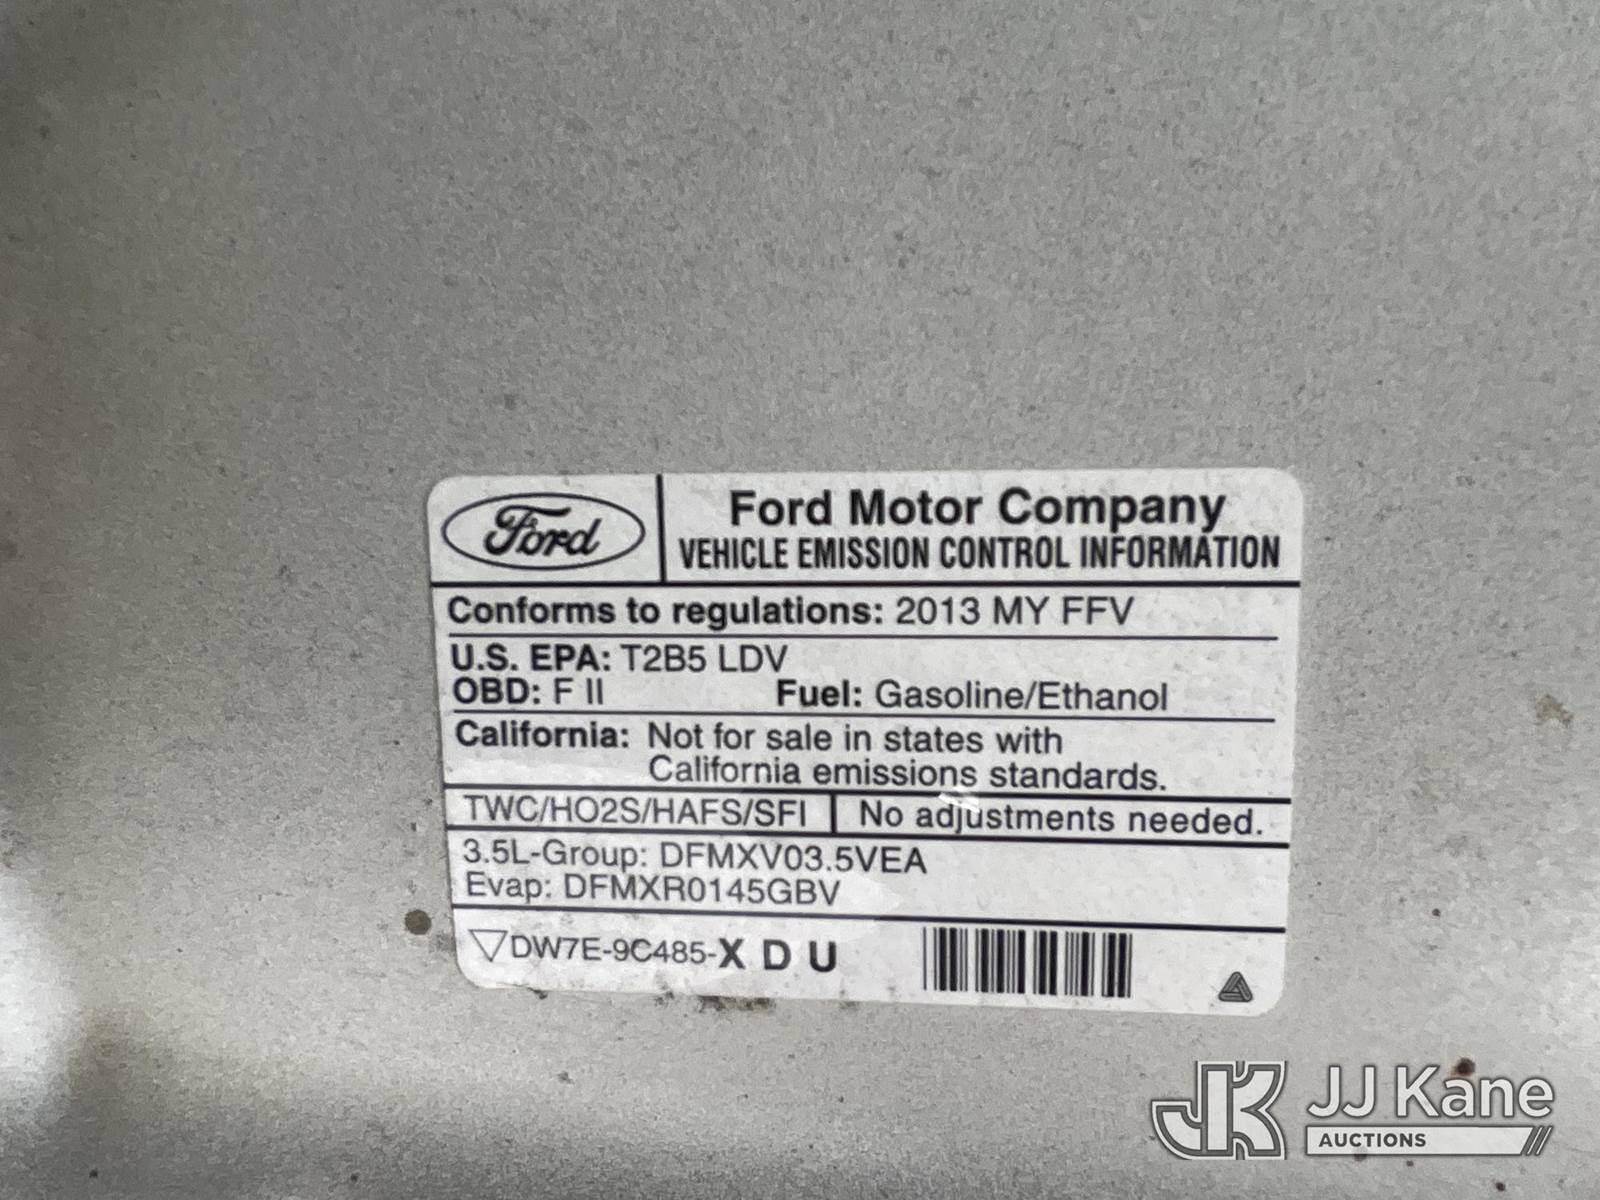 Ford
Ford Motor Company
VEHICLE EMISSION CONTROL INFORMATION
Conforms to regulations: 2013 MY FFV
U.S. EPA: T2B5 LDV
OBD: F II Fuel: Gasoline/Ethanol
California: Not for sale in states with
California emissions standards.
TWC/HO2S/HAFS/SFI No adjustments needed.
3.5L-Group: DFMXV03.5VEA
Evap: DFMXR0145GBV
DW7E-9C485-X D U
JK JJ Kane
AUCTIONS